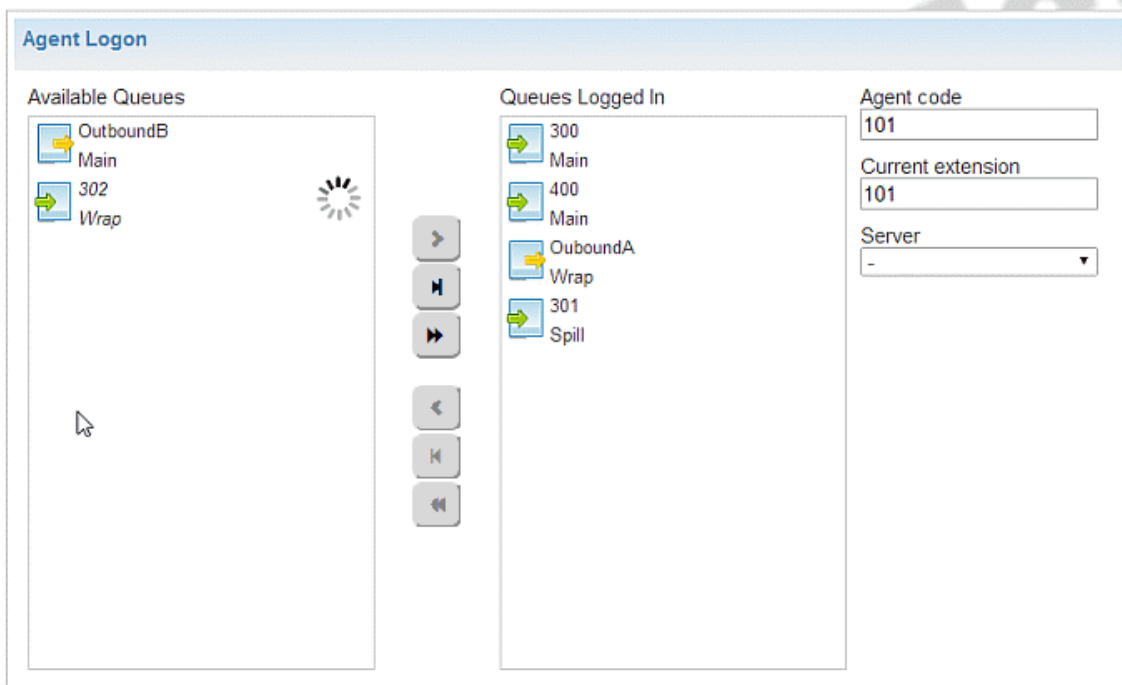 Agent Logon
Available Queues
OutboundB
Main
302
Wrap
Queues Logged In
300
Main
400
Main
OuboundA
Wrap
301
Spill
Agent code
101
Current extension
101
Server
-